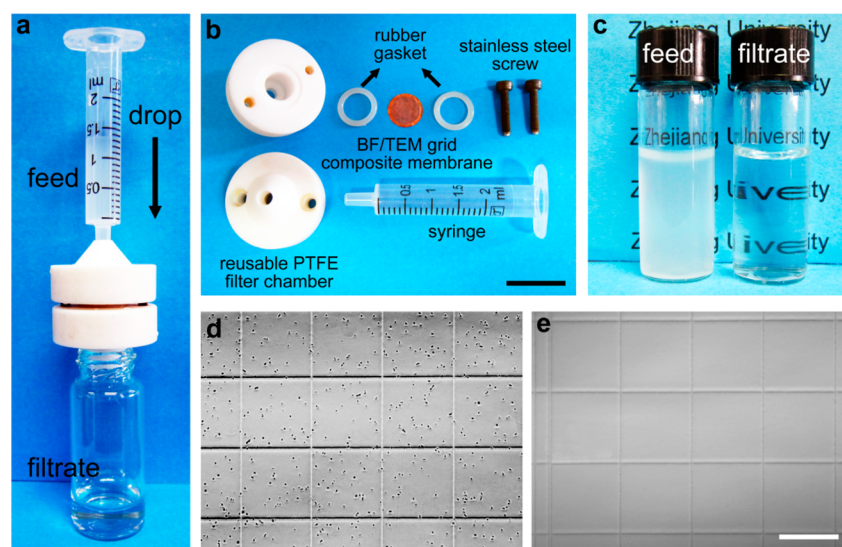 a
2
ml
1.5
1
0.5
drop
feed
filtrate
b
rubber
gasket
stainless steel
screw
BF/TEM grid
composite membrane
0.5
1
1.5
2
ml
syringe
reusable PTFE
filter chamber
c
Zhejiang University
feed
filtrate
Zhejiang University
ive
ive
d
e